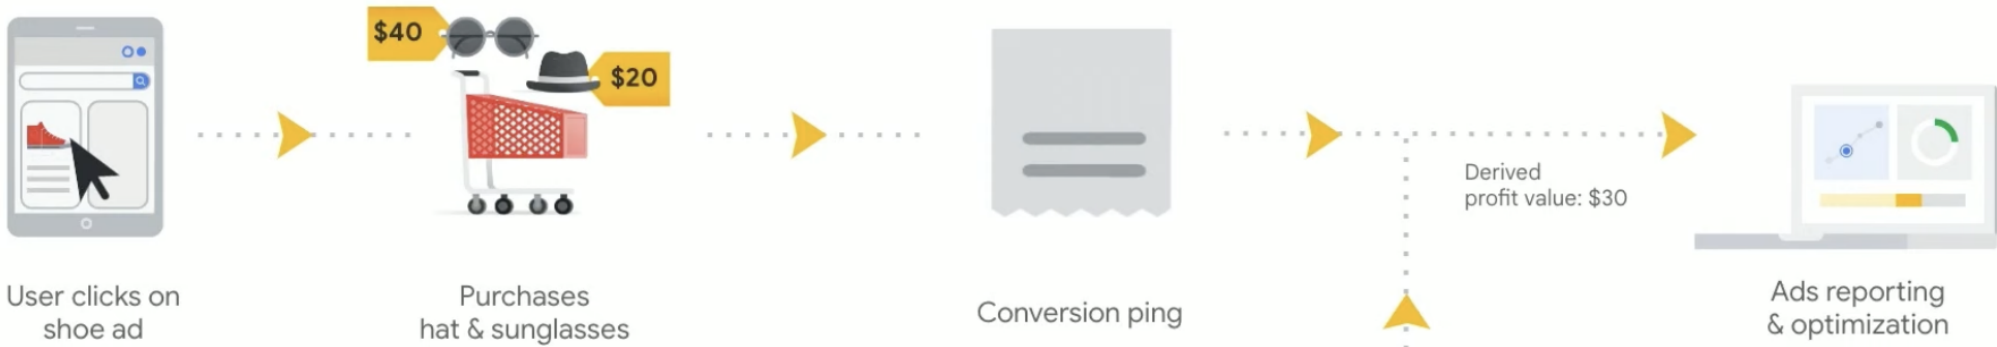 $40
$20
Derived
profit value: $30
User clicks on
shoe ad
Purchases
hat & sunglasses
Conversion ping
Ads reporting
& optimization